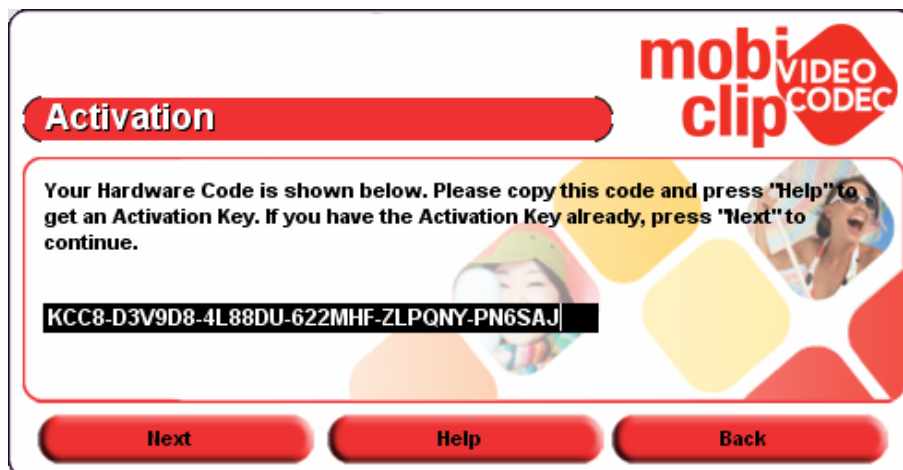 mobi
clip
VIDEO
CODEC
Activation
Your Hardware Code is shown below. Please copy this code and press "Help" to
get an Activation Key. If you have the Activation Key already, press "Next" to
continue.
KCC8-D3V9D8-4L88DU-622MHF-ZLPQNY-PN6SAJ
Next
Help
Back